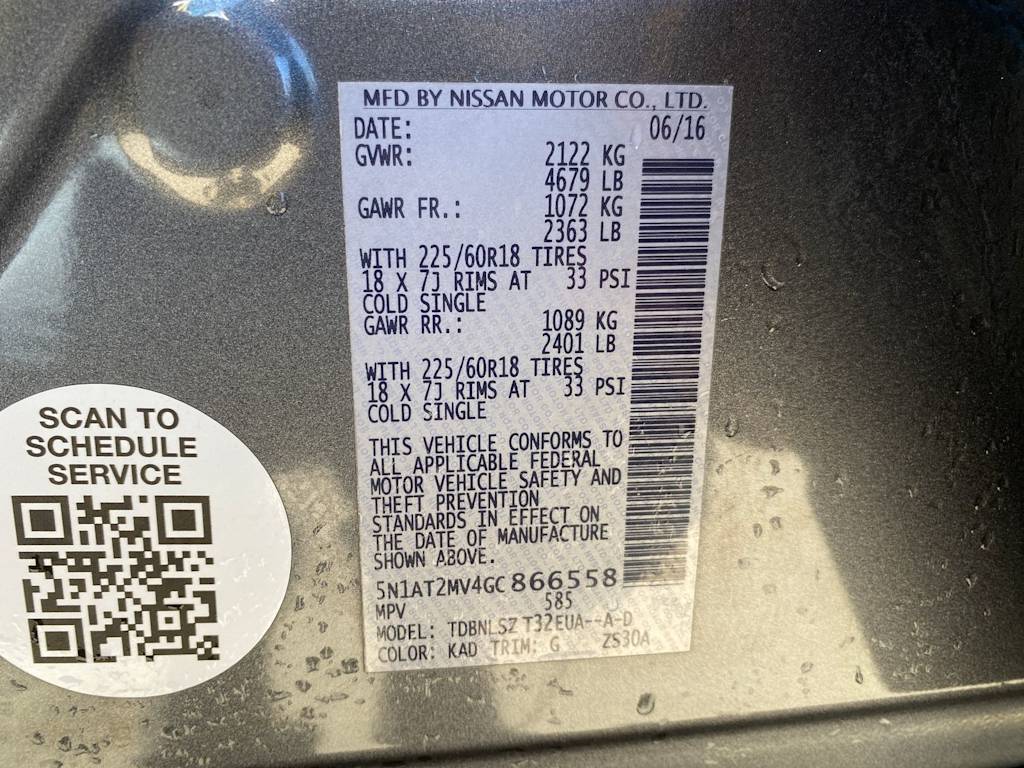 MFD BY NISSAN MOTOR CO., LTD.
DATE: 06/16
GVWR: 2122 KG
4679 LB
GAWR FR.: 1072 KG
2363 LB
WITH 225/60R18 TIRES
18 X 7J RIMS AT 33 PSI
COLD SINGLE
GAWR RR.: 1089 KG
2401 LB
WITH 225/60R18 TIRES
18 X 7J RIMS AT 33 PSI
COLD SINGLE
THIS VEHICLE CONFORMS TO
ALL APPLICABLE FEDERAL
MOTOR VEHICLE SAFETY AND
THEFT PREVENTION
STANDARDS IN EFFECT ON
THE DATE OF MANUFACTURE
SHOWN ABOVE.
5N1AT2MV4GC866558
MPV 585
MODEL: TDBNLSZ T32EUA--A-D
COLOR: KAD TRIM: G ZS30A
SCAN TO
SCHEDULE
SERVICE